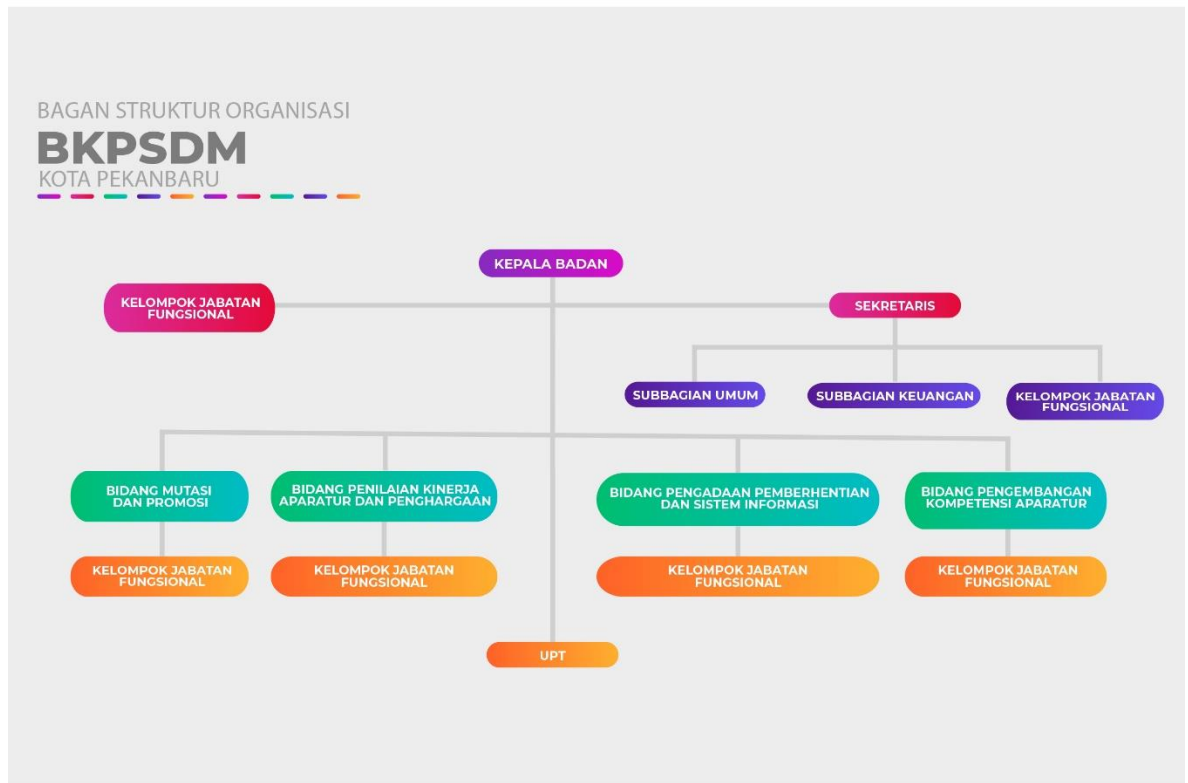 BAGAN STRUKTUR ORGANISASI
BKPSDM
KOTA PEKANBARU
KEPALA BADAN
KELOMPOK JABATAN
FUNGSIONAL
SEKRETARIS
SUBBAGIAN UMUM
SUBBAGIAN KEUANGAN
KELOMPOK JABATAN
FUNGSIONAL
BIDANG MUTASI
DAN PROMOSI
BIDANG PENILAIAN KINERJA
APARATUR DAN PENGHARGAAN
BIDANG PENGADAAN PEMBERHENTIAN
DAN SISTEM INFORMASI
BIDANG PENGEMBANGAN
KOMPETENSI APARATUR
KELOMPOK JABATAN
FUNGSIONAL
KELOMPOK JABATAN
FUNGSIONAL
KELOMPOK JABATAN
FUNGSIONAL
KELOMPOK JABATAN
FUNGSIONAL
UPT